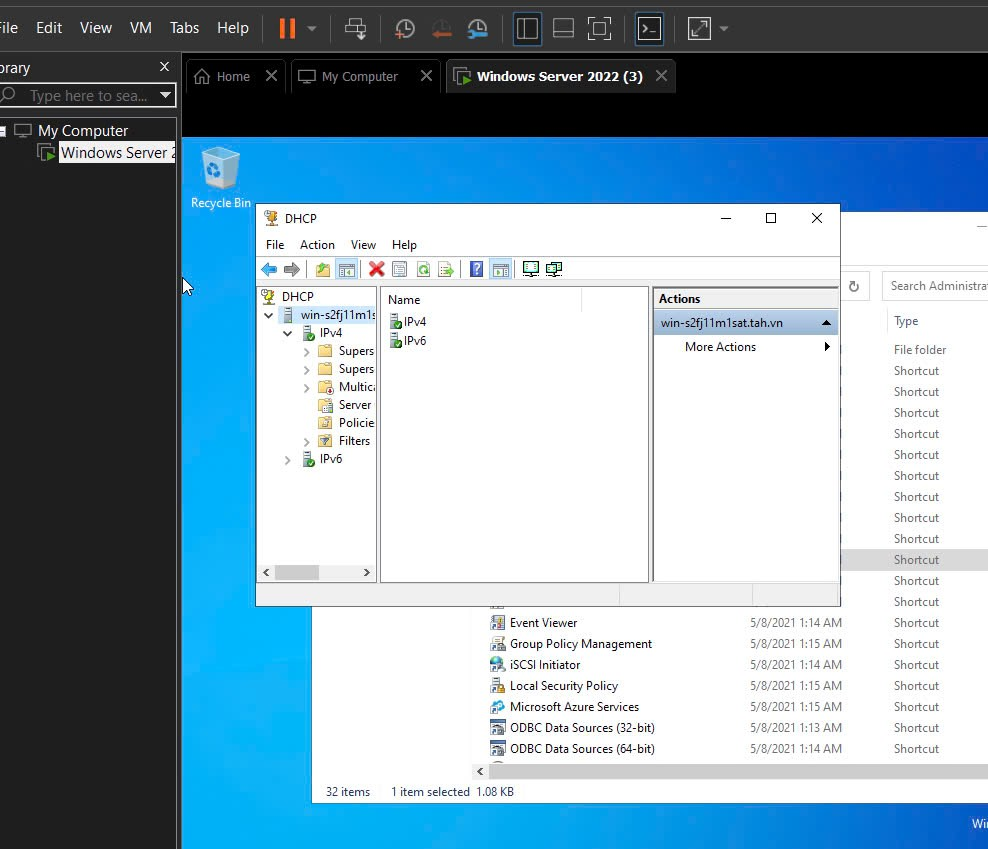 File Edit View VM Tabs Help
brary
Type here to sea...
Home
My Computer
Windows Server 2022 (3)
My Computer
Windows Server 2
Recycle Bin
DHCP
File Action View Help
DHCP
win-s2fj11m1s
IPv4
Supers
Supers
Multica
Server
Policie
Filters
IPv6
Name
IPv4
IPv6
Actions
win-s2fj11m1sat.tah.vn
More Actions
Search Administra
Type
File folder
Shortcut
Shortcut
Shortcut
Shortcut
Shortcut
Shortcut
Shortcut
Shortcut
Shortcut
Shortcut
Shortcut
Shortcut
Event Viewer 5/8/2021 1:14 AM Shortcut
Group Policy Management 5/8/2021 1:15 AM Shortcut
iSCSI Initiator 5/8/2021 1:14 AM Shortcut
Local Security Policy 5/8/2021 1:15 AM Shortcut
Microsoft Azure Services 5/8/2021 1:15 AM Shortcut
ODBC Data Sources (32-bit) 5/8/2021 1:13 AM Shortcut
ODBC Data Sources (64-bit) 5/8/2021 1:14 AM Shortcut
32 items 1 item selected 1.08 KB
Win